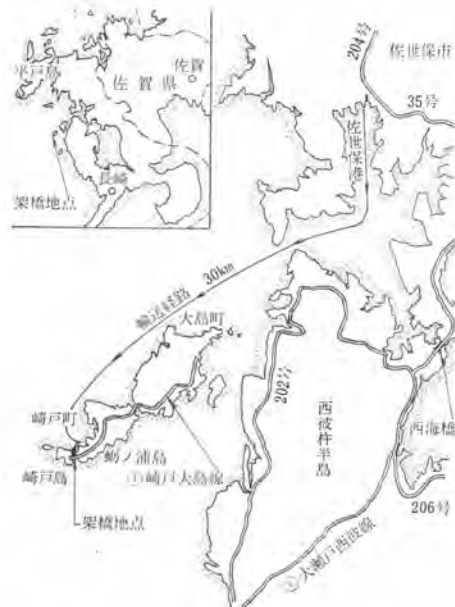 平戸島
佐賀
佐賀県
長崎
架橋地点
204号
佐世保市
35号
佐世保港
30km
輸送経路
大島町
202号
崎戸町
蛎ノ浦島
西彼杵半島
西海橋
崎戸島
崎戸大島線
架橋地点
206号
大瀬戸西彼線